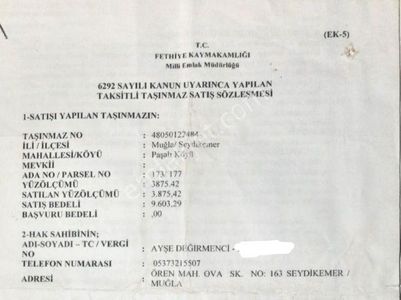 (EK-5)
T.C.
FETHİYE KAYMAKAMLIĞI
Milli Emlak Müdürlüğü
6292 SAYILI KANUN UYARINCA YAPILAN
TAKSİTLİ TAŞINMAZ SATIŞ SÖZLEŞMESİ
1-SATIŞI YAPILAN TAŞINMAZIN:
TAŞINMAZ NO : 48050122484
İLİ / İLÇESİ : Muğla/ Seydikemer
MAHALLESİ/KÖYÜ : Paşalı Köyü
MEVKİİ :
ADA NO / PARSEL NO : 173/ 177
YÜZÖLÇÜMÜ : 3875.42
SATILAN YÜZÖLÇÜMÜ : 3.875.42
SATIŞ BEDELİ : 9.603.29
BAŞVURU BEDELİ : .00
2-HAK SAHİBİNİN;
ADI-SOYADI – TC / VERGİ NO : AYŞE DEĞİRMENCİ -
TELEFON NUMARASI : 05373215507
ADRESİ : ÖREN MAH. OVA SK. NO: 163 SEYDİKEMER /
MUĞLA